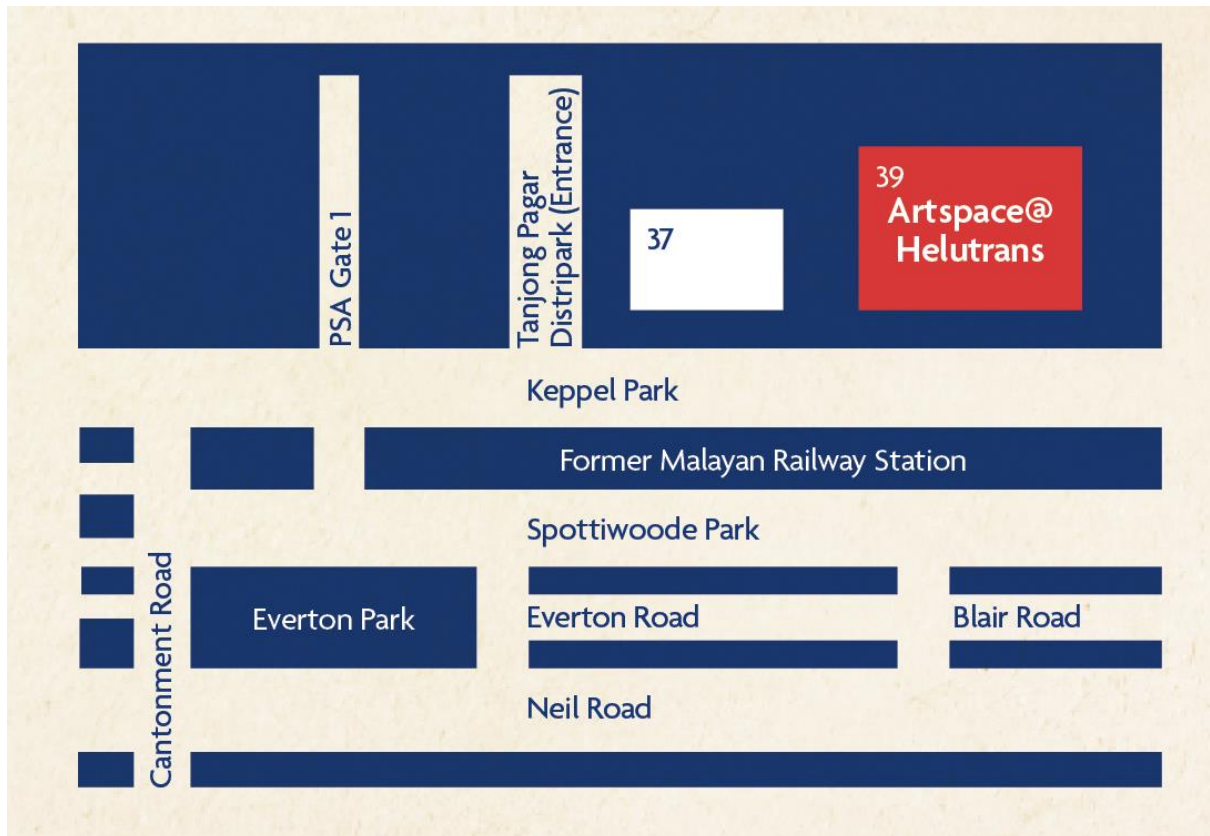 PSA Gate 1
Tanjong Pagar
Distripark (Entrance)
37
39
Artspace@
Helutrans
Keppel Park
Former Malayan Railway Station
Spottiwoode Park
Cantonment Road
Everton Park
Everton Road
Blair Road
Neil Road